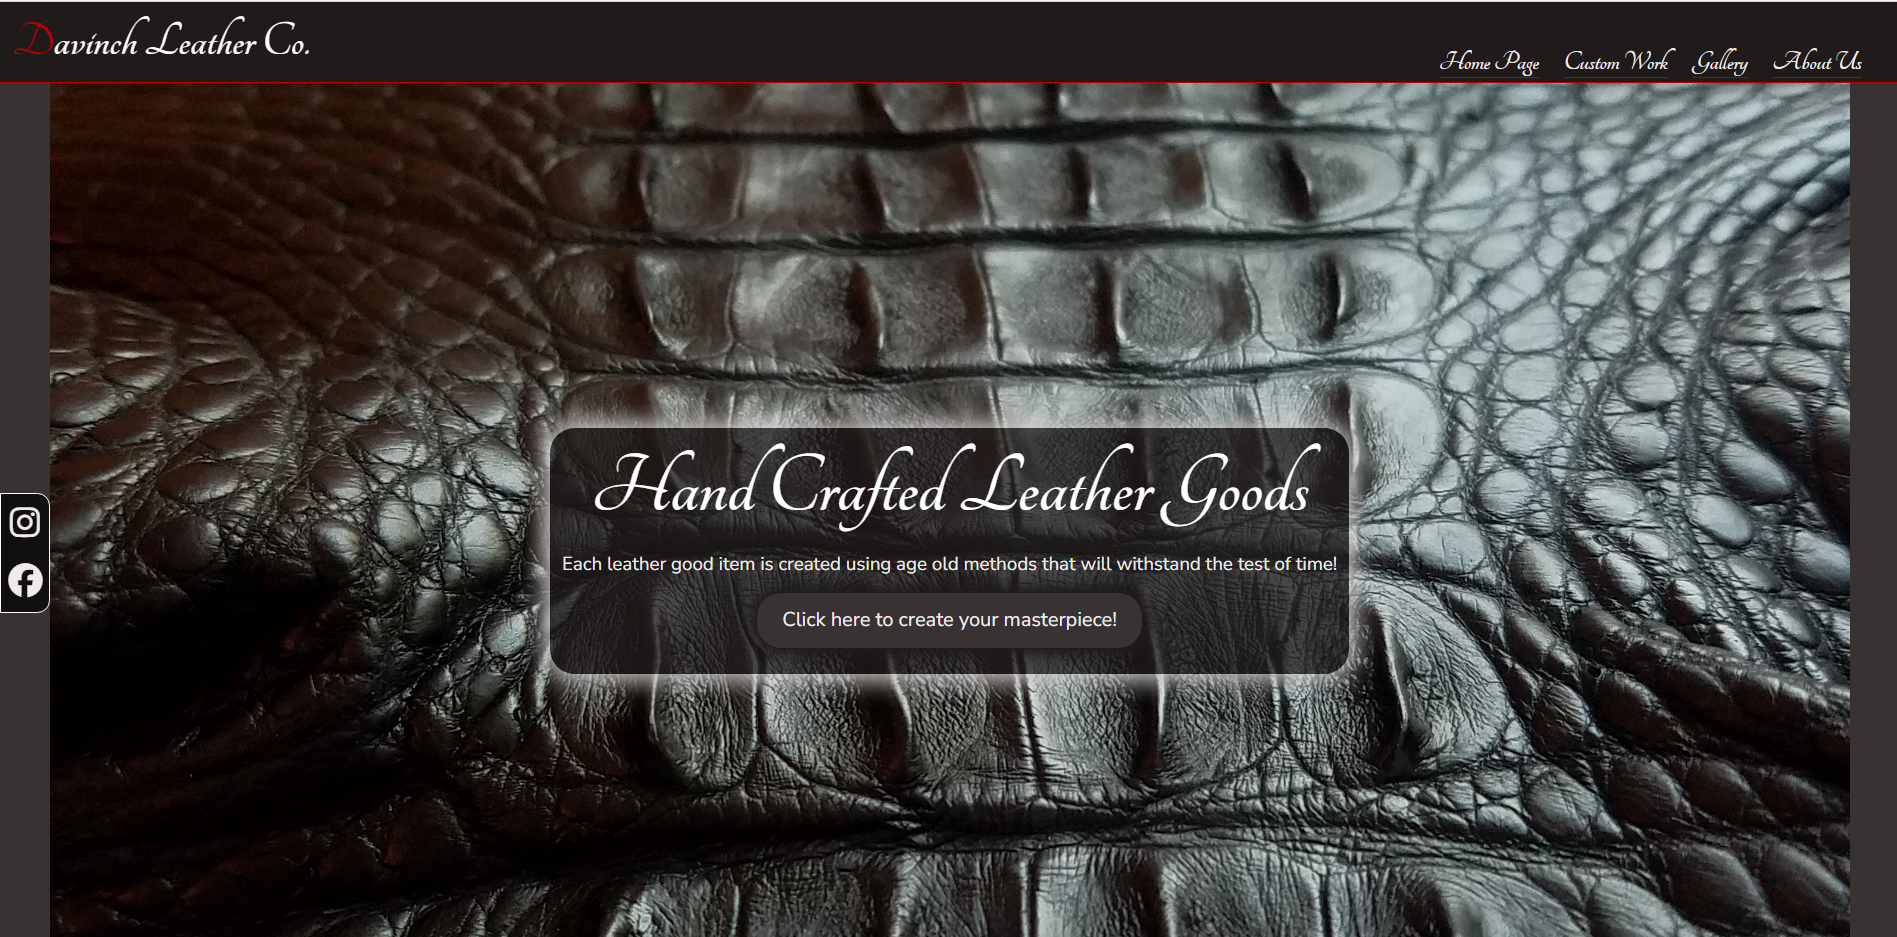 Davinch Leather Co.
Home Page Custom Work Gallery About Us
Hand Crafted Leather Goods
Each leather good item is created using age old methods that will withstand the test of time!
Click here to create your masterpiece!